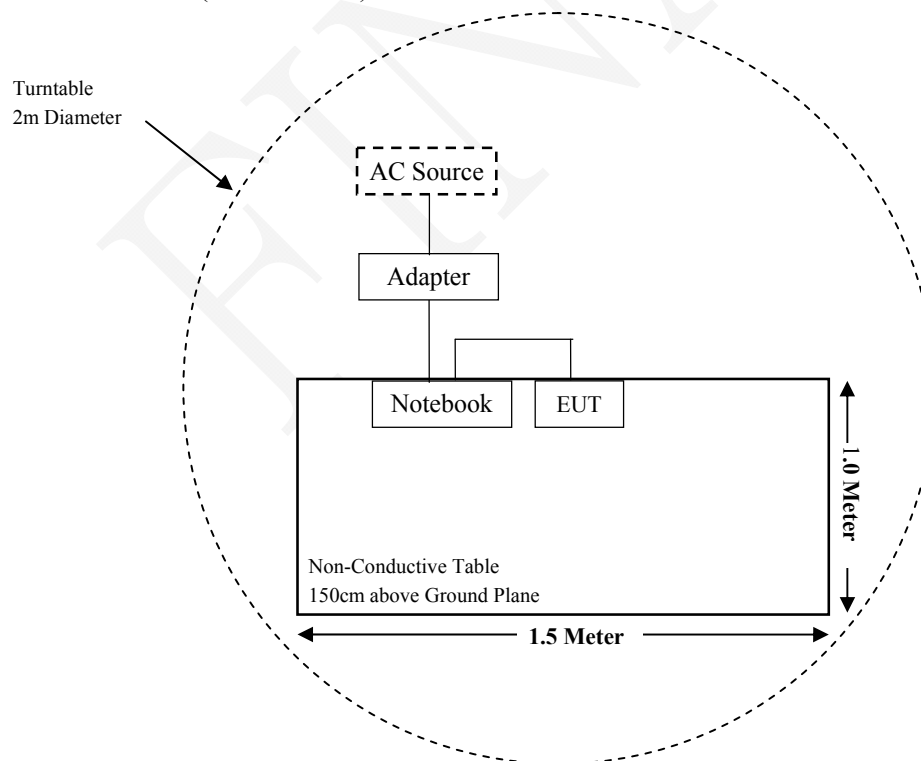 Turntable
2m Diameter
AC Source
Adapter
Notebook
EUT
1.0 Meter
Non-Conductive Table
150cm above Ground Plane
1.5 Meter